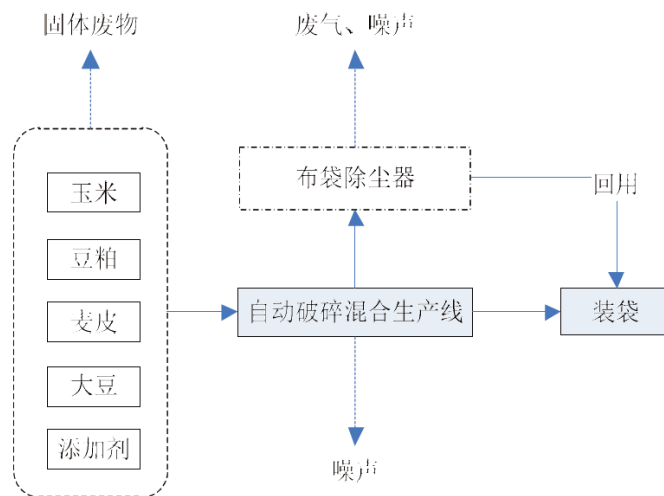 固体废物
废气、噪声
玉米
豆粕
麦皮
大豆
添加剂
布袋除尘器
回用
自动破碎混合生产线
装袋
噪声